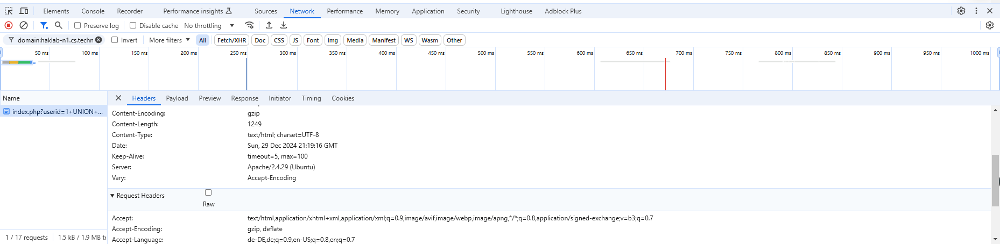 Elements Console Recorder Performance insights Sources Network Performance Memory Application Security Lighthouse Adblock Plus
Preserve log Disable cache No throttling
domain:haklab-n1.cs.techn Invert More filters All Fetch/XHR Doc CSS JS Font Img Media Manifest WS Wasm Other
50 ms 100 ms 150 ms 200 ms 250 ms 300 ms 350 ms 400 ms 450 ms 500 ms 550 ms 600 ms 650 ms 700 ms 750 ms 800 ms 850 ms 900 ms 950 ms 1000 ms
Name Headers Payload Preview Response Initiator Timing Cookies
index.php?userid=1+UNION+...
Content-Encoding: gzip
Content-Length: 1249
Content-Type: text/html; charset=UTF-8
Date: Sun, 29 Dec 2024 21:19:16 GMT
Keep-Alive: timeout=5, max=100
Server: Apache/2.4.29 (Ubuntu)
Vary: Accept-Encoding
Request Headers
Raw
Accept: text/html,application/xhtml+xml,application/xml;q=0.9,image/avif,image/webp,image/apng,*/*;q=0.8,application/signed-exchange;v=b3;q=0.7
Accept-Encoding: gzip, deflate
Accept-Language: de-DE,de;q=0.9,en-US;q=0.8,en;q=0.7
1 / 17 requests 1.5 kB / 1.9 MB